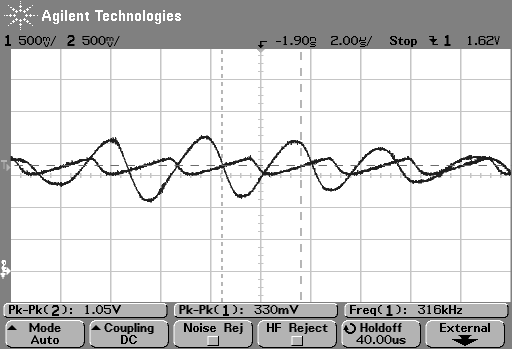 Agilent Technologies
1 500mV/ 2 500mV/ -1.90s 2.00s/ Stop 1 1.62V
Pk-Pk(2): 1.05V Pk-Pk(1): 330mV Freq(1): 316kHz
Mode Coupling Noise Rej HF Reject Holdoff External
Auto DC 40.00us